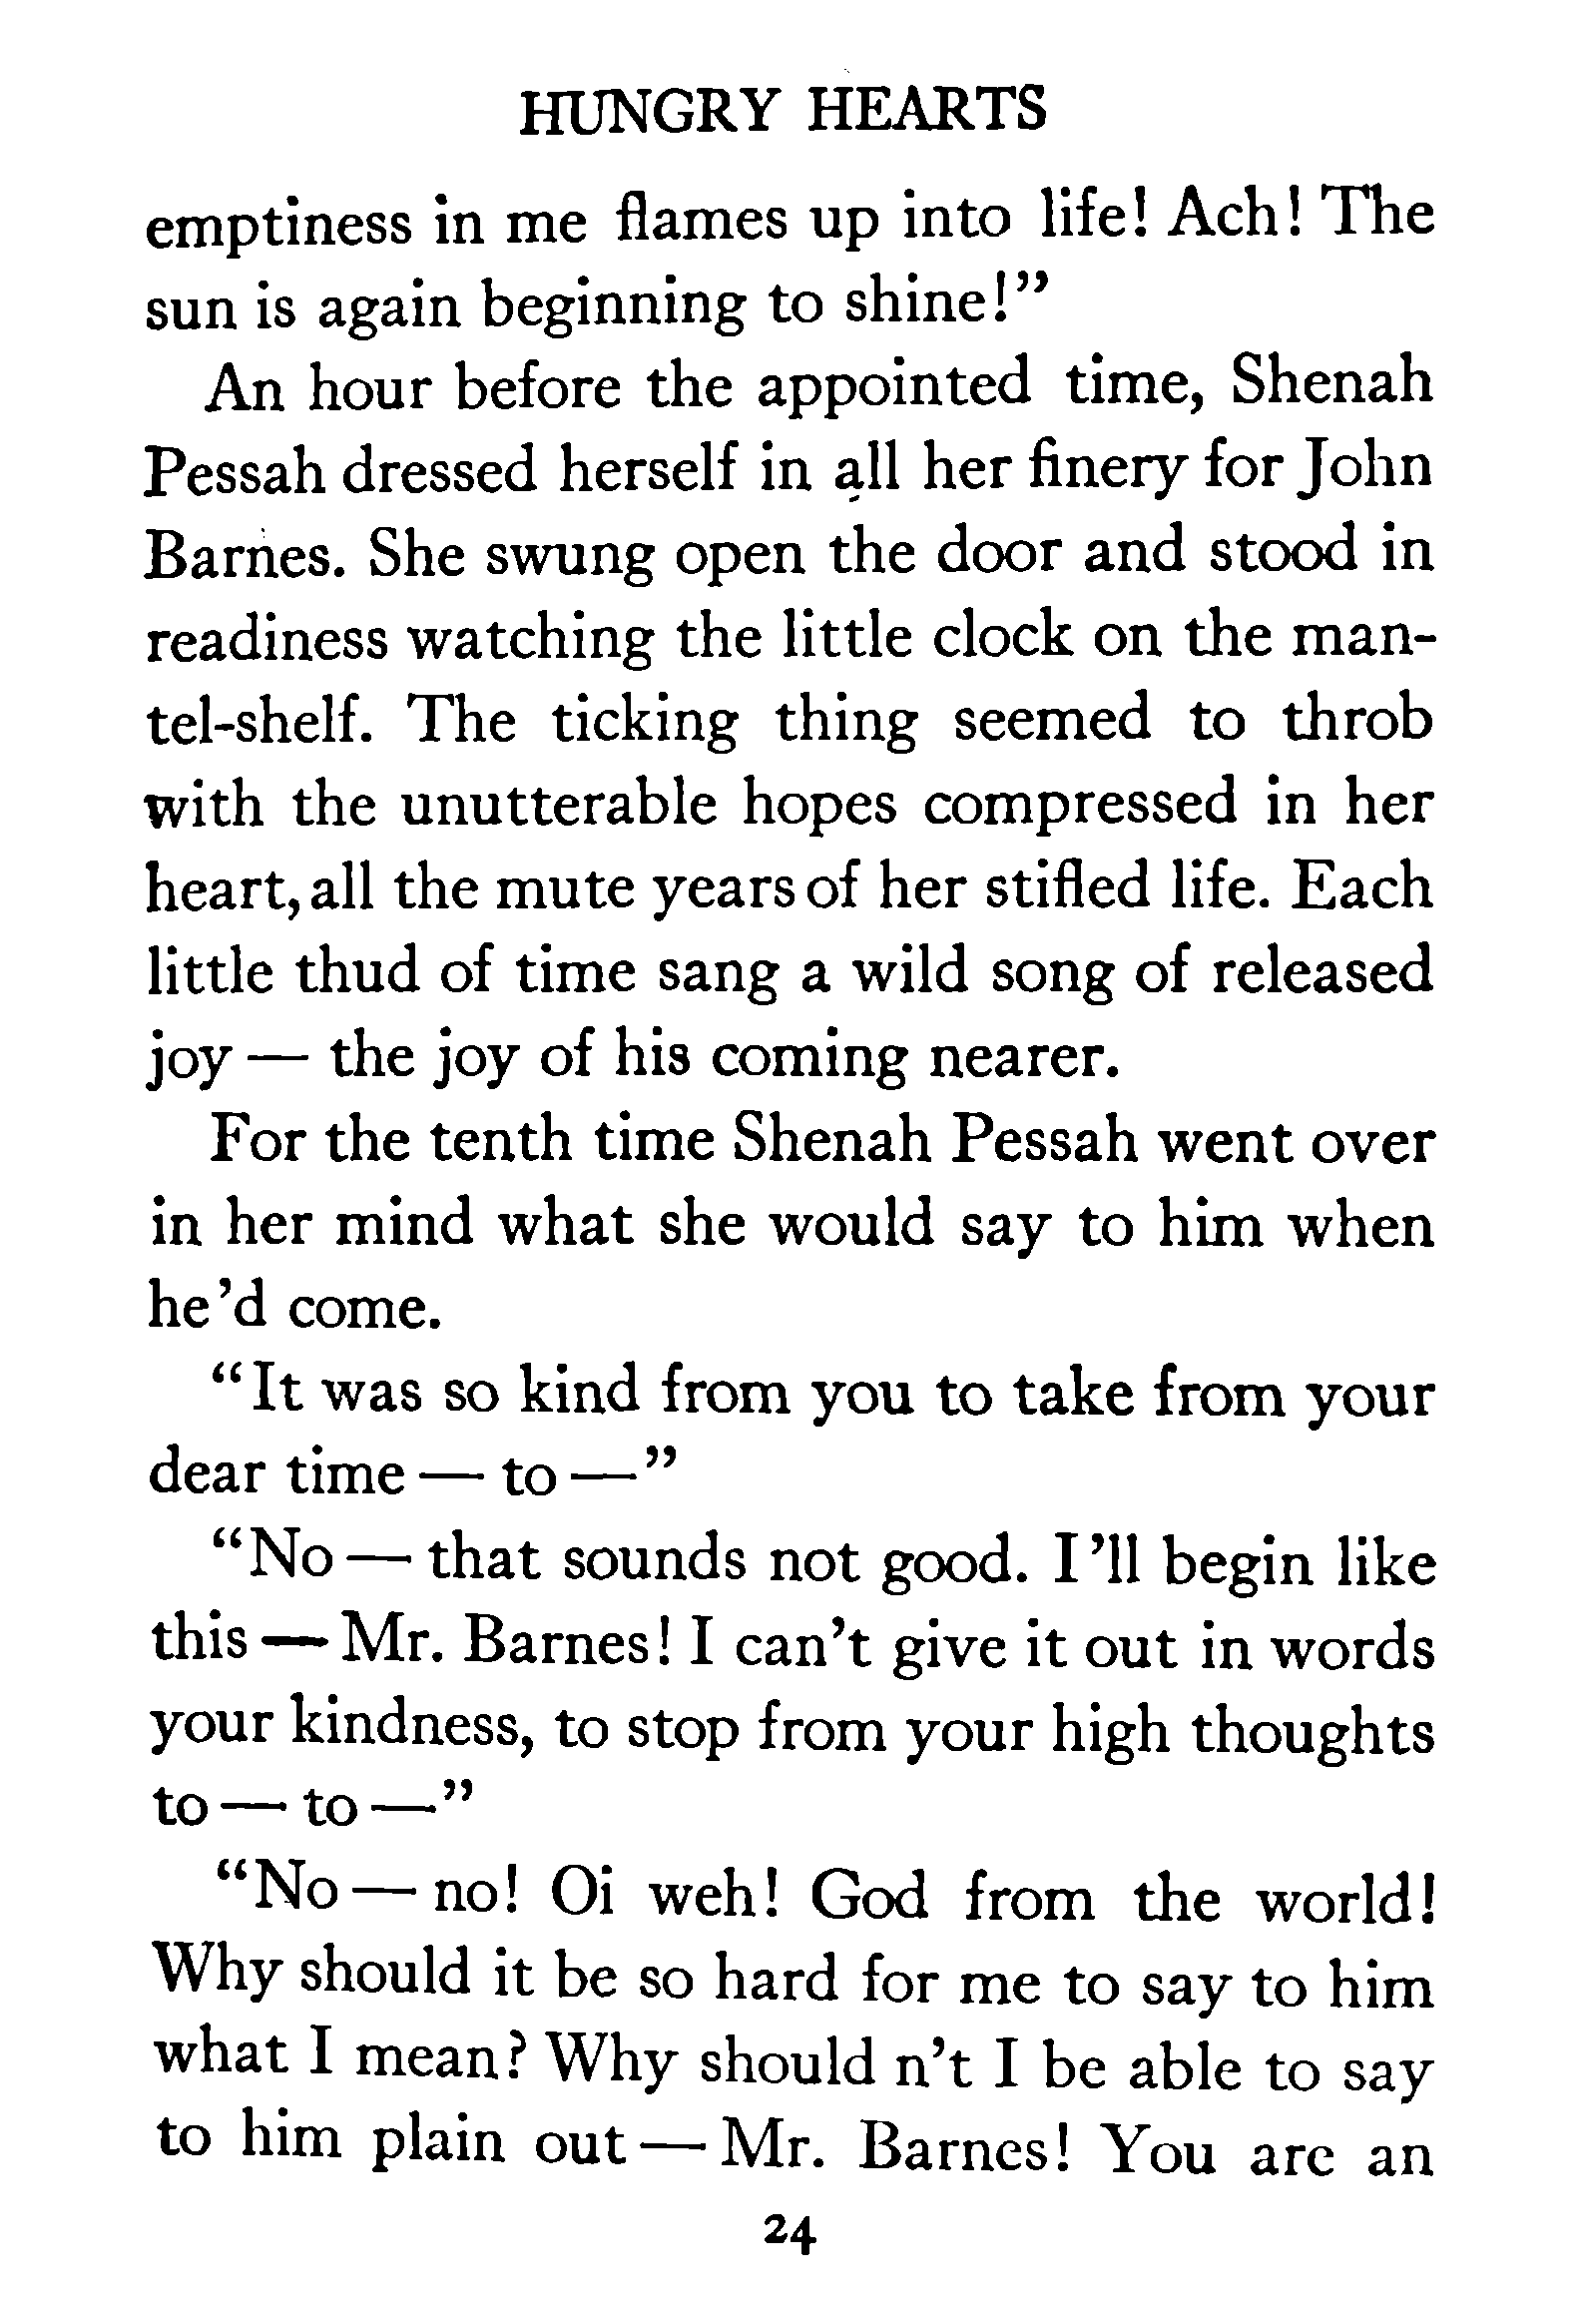 HUNGRY HEARTS
emptiness in me flames up into life! Ach! The
sun is again beginning to shine!”
An hour before the appointed time, Shenah
Pessah dressed herself in all her finery for John
Barnes. She swung open the door and stood in
readiness watching the little clock on the man-
tel-shelf. The ticking thing seemed to throb
with the unutterable hopes compressed in her
heart, all the mute years of her stifled life. Each
little thud of time sang a wild song of released
joy — the joy of his coming nearer.
For the tenth time Shenah Pessah went over
in her mind what she would say to him when
he'd come.
“It was so kind from you to take from your
dear time — to —”
“No — that sounds not good. I'll begin like
this — Mr. Barnes! I can't give it out in words
your kindness, to stop from your high thoughts
to — to —”
“No — no! Oi weh! God from the world!
Why should it be so hard for me to say to him
what I mean? Why should n't I be able to say
to him plain out — Mr. Barnes! You are an
24